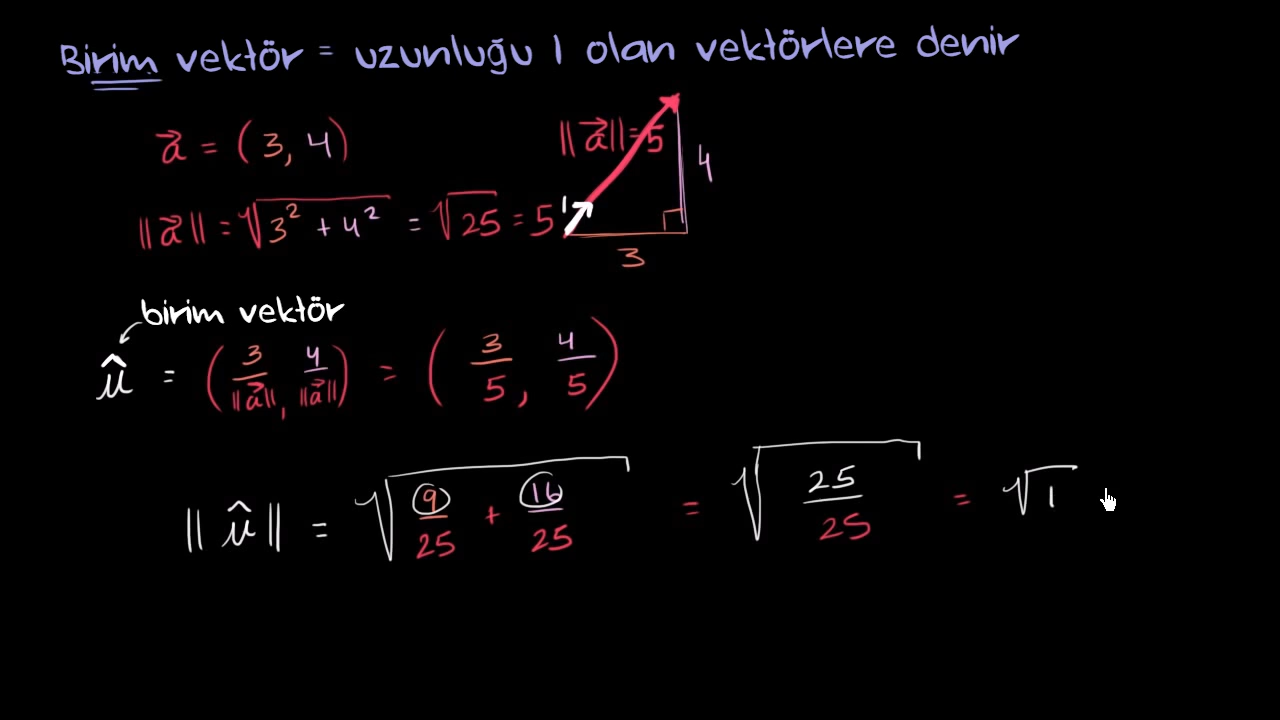 Birim vektör = uzunluğu 1 olan vektörlere denir
a⃗ = (3, 4)
||a⃗|| = 5
4
||a⃗|| = √(3² + 4²) = √25 = 5
1
3
birim vektör
û = (3/||a⃗||, 4/||a⃗||) = (3/5, 4/5)
||û|| = √(9/25 + 16/25) = √(25/25) = √1